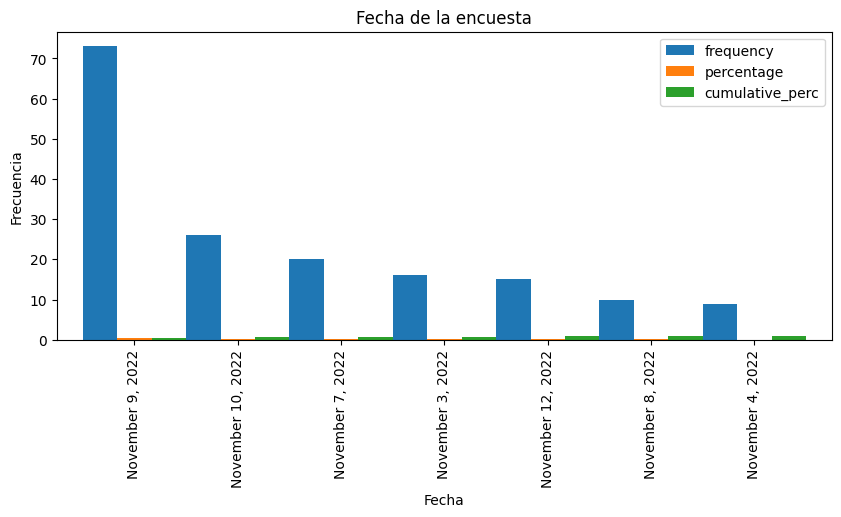 Fecha de la encuesta
frequency
percentage
cumulative_perc
Frecuencia
70
60
50
40
30
20
10
0
November 9, 2022
November 10, 2022
November 7, 2022
November 3, 2022
November 12, 2022
November 8, 2022
November 4, 2022
Fecha